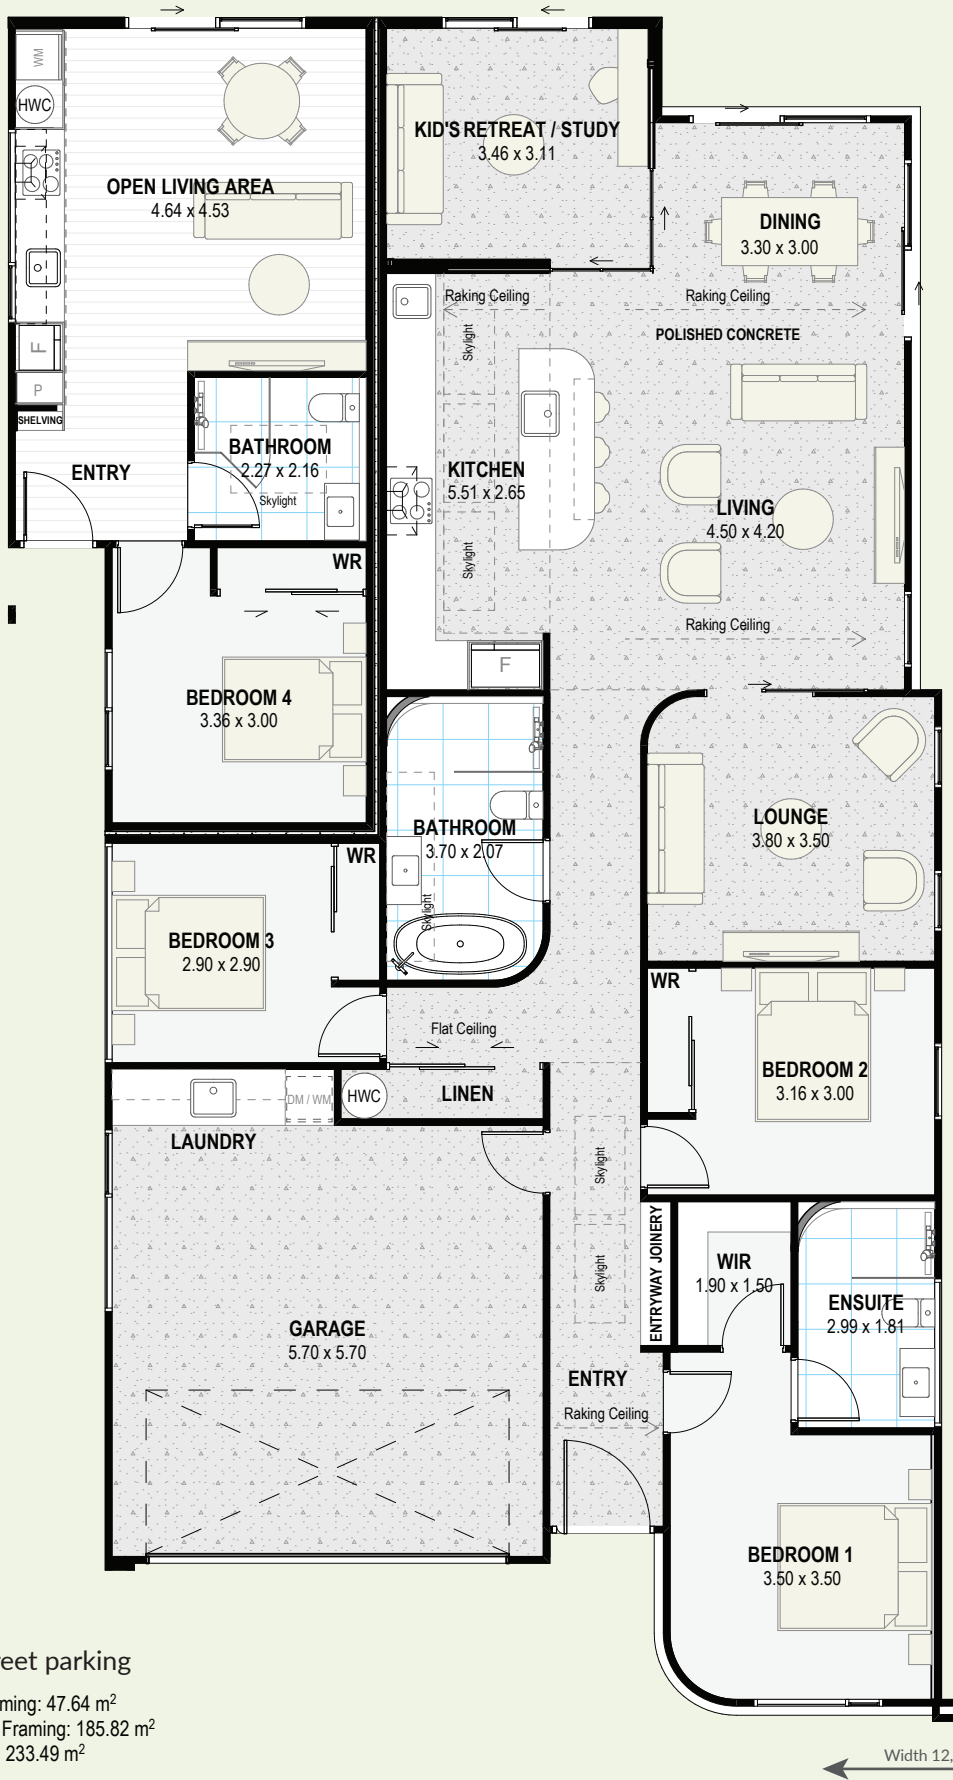 WM
HWC
OPEN LIVING AREA
4.64 x 4.53
F
P
SHELVING
ENTRY
BATHROOM
2.27 x 2.16
Skylight
WR
BEDROOM 4
3.36 x 3.00
KID'S RETREAT / STUDY
3.46 x 3.11
DINING
3.30 x 3.00
Raking Ceiling
Raking Ceiling
POLISHED CONCRETE
Skylight
KITCHEN
5.51 x 2.65
Skylight
LIVING
4.50 x 4.20
Raking Ceiling
F
BATHROOM
3.70 x 2.07
Skylight
LOUNGE
3.80 x 3.50
WR
BEDROOM 3
2.90 x 2.90
Flat Ceiling
WR
BEDROOM 2
3.16 x 3.00
DM / WM
HWC
LINEN
LAUNDRY
Skylight
Skylight
ENTRYWAY JOINERY
WIR
1.90 x 1.50
ENSUITE
2.99 x 1.81
GARAGE
5.70 x 5.70
ENTRY
Raking Ceiling
BEDROOM 1
3.50 x 3.50
reet parking
ming: 47.64 m²
Framing: 185.82 m²
233.49 m²
Width 12,